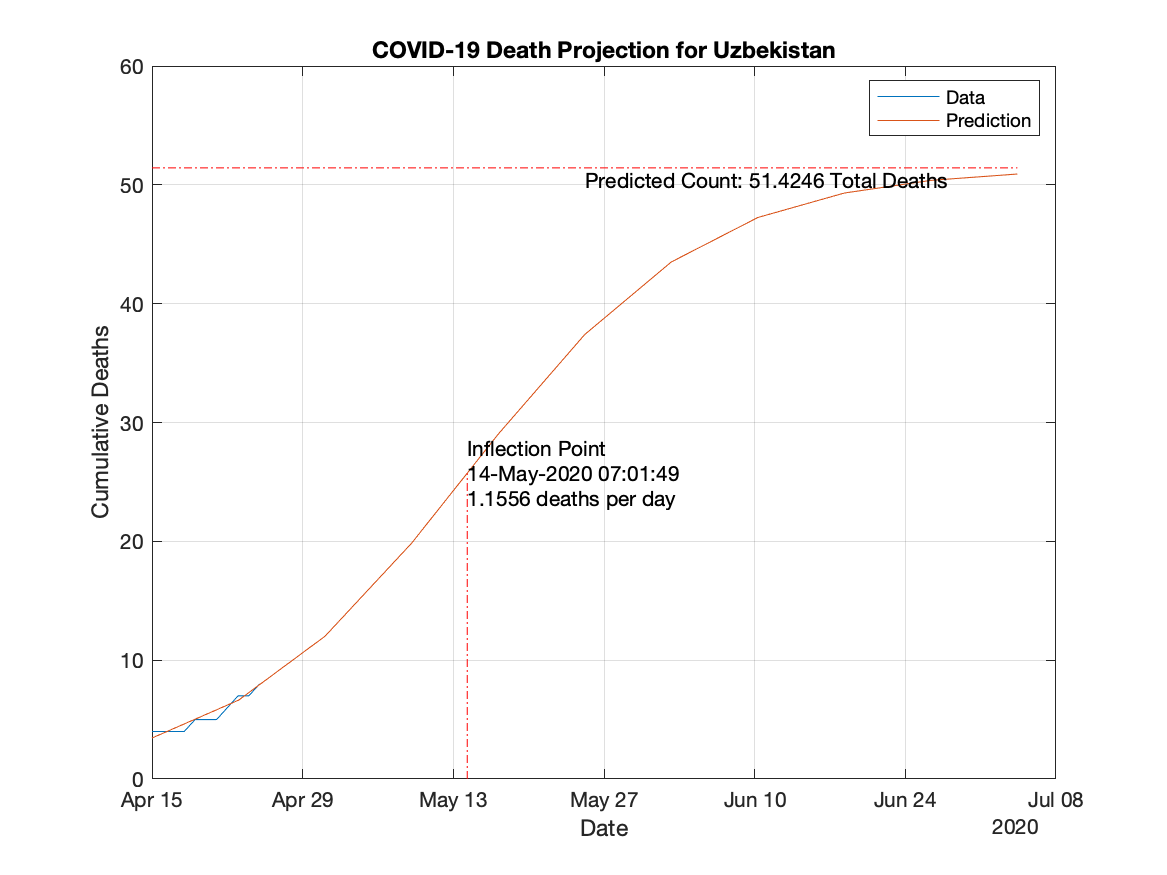 COVID-19 Death Projection for Uzbekistan
60
50
40
30
20
10
0
Cumulative Deaths
Data
Prediction
Predicted Count: 51.4246 Total Deaths
Inflection Point
14-May-2020 07:01:49
1.1556 deaths per day
Apr 15 Apr 29 May 13 May 27 Jun 10 Jun 24 Jul 08
Date
2020